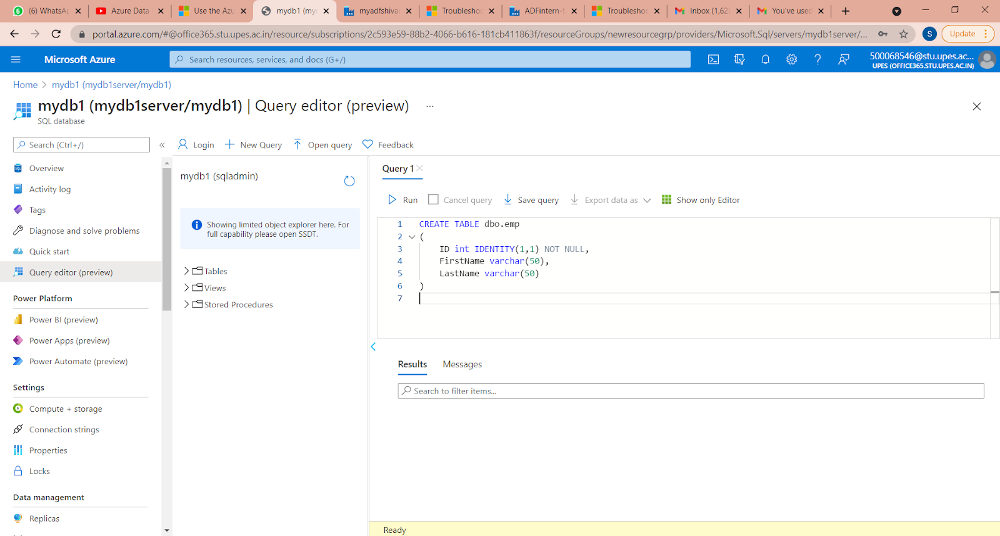 (6) WhatsAp
Azure Data
Use the Azu
mydb1 (my
myadfshivan
Troubleshoo
ADFintern-t
Troubleshoo
Inbox (1,628
You've used
portal.azure.com/#@office365.stu.upes.ac.in/resource/subscriptions/2c593e59-88b2-4066-b616-181cb411863f/resourceGroups/newresourcegrp/providers/Microsoft.Sql/servers/mydb1server/...
S
Update
Microsoft Azure
Search resources, services, and docs (G+/)
500068546@stu.upes.ac...
UPES (OFFICE365.STU.UPES.AC.IN)
Home > mydb1 (mydb1server/mydb1)
mydb1 (mydb1server/mydb1) | Query editor (preview) ...
SQL database
Search (Ctrl+/)
«
Overview
Activity log
Tags
Diagnose and solve problems
Quick start
Query editor (preview)
Power Platform
Power BI (preview)
Power Apps (preview)
Power Automate (preview)
Settings
Compute + storage
Connection strings
Properties
Locks
Data management
Replicas
Login
New Query
Open query
Feedback
mydb1 (sqladmin)
Showing limited object explorer here. For
full capability please open SSDT.
Tables
Views
Stored Procedures
Query 1
Run
Cancel query
Save query
Export data as
Show only Editor
1 CREATE TABLE dbo.emp
2 (
3 ID int IDENTITY(1,1) NOT NULL,
4 FirstName varchar(50),
5 LastName varchar(50)
6 )
7
Results
Messages
Search to filter items...
Ready